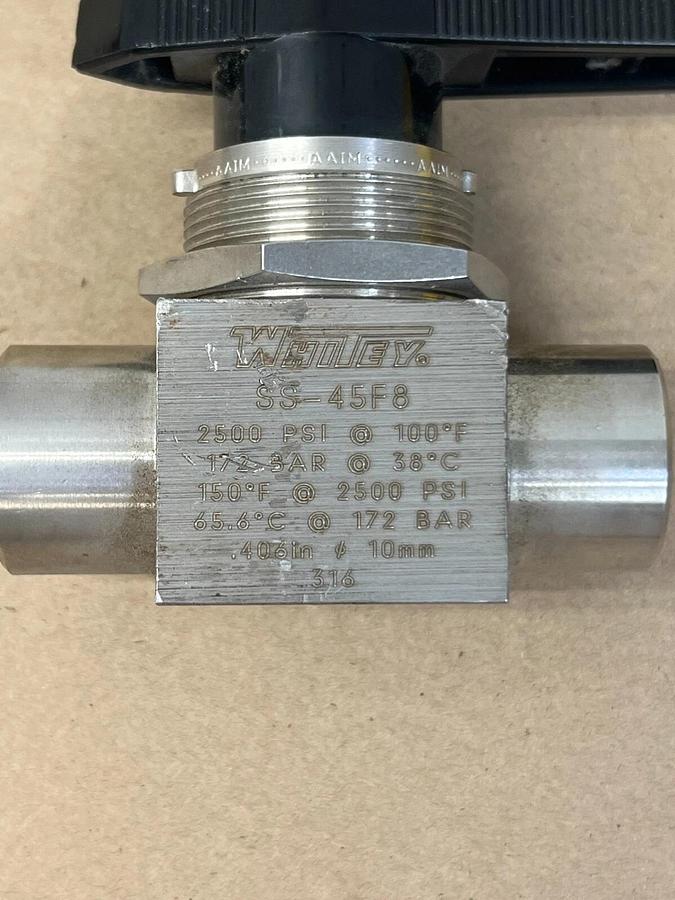 AAIM······AAIM······AAIM
WHITEY®
SS-45F8
2500 PSI @ 100°F
172 BAR @ 38°C
150°F @ 2500 PSI
65.6°C @ 172 BAR
.406in ø 10mm
316